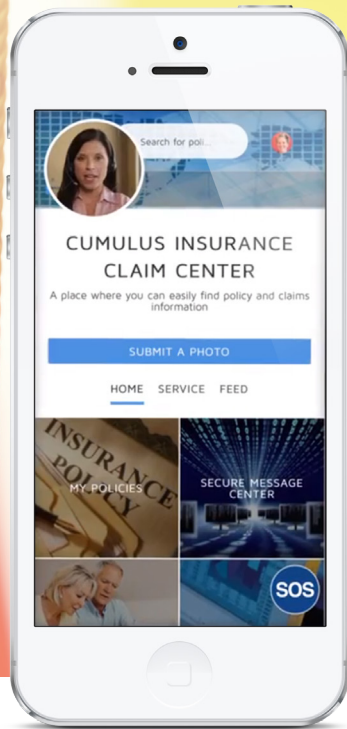 Search for poli...
CUMULUS INSURANCE
CLAIM CENTER
A place where you can easily find policy and claims
information
SUBMIT A PHOTO
HOME SERVICE FEED
INSURANCE
POLICY
MY POLICIES
SECURE MESSAGE
CENTER
SOS